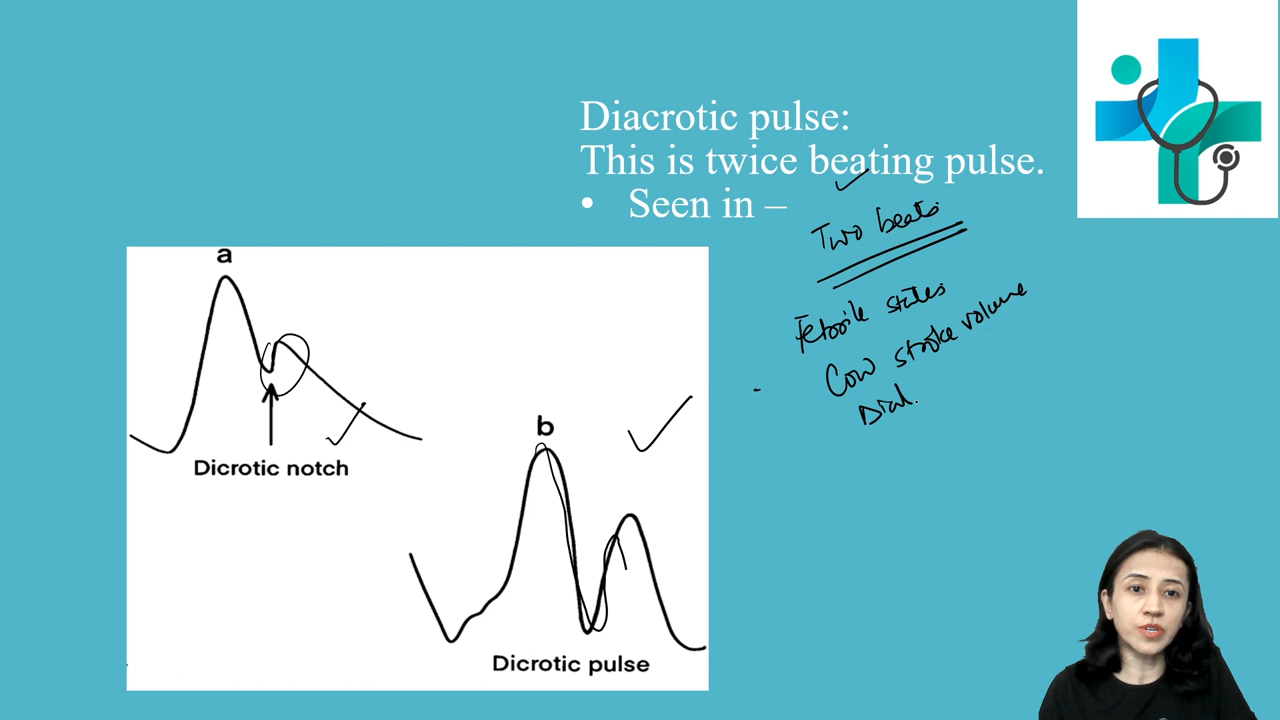 Diacrotic pulse:
This is twice beating pulse.
• Seen in –
Two beats
states
Low stroke volume
a
Dicrotic notch
b
Dicrotic pulse